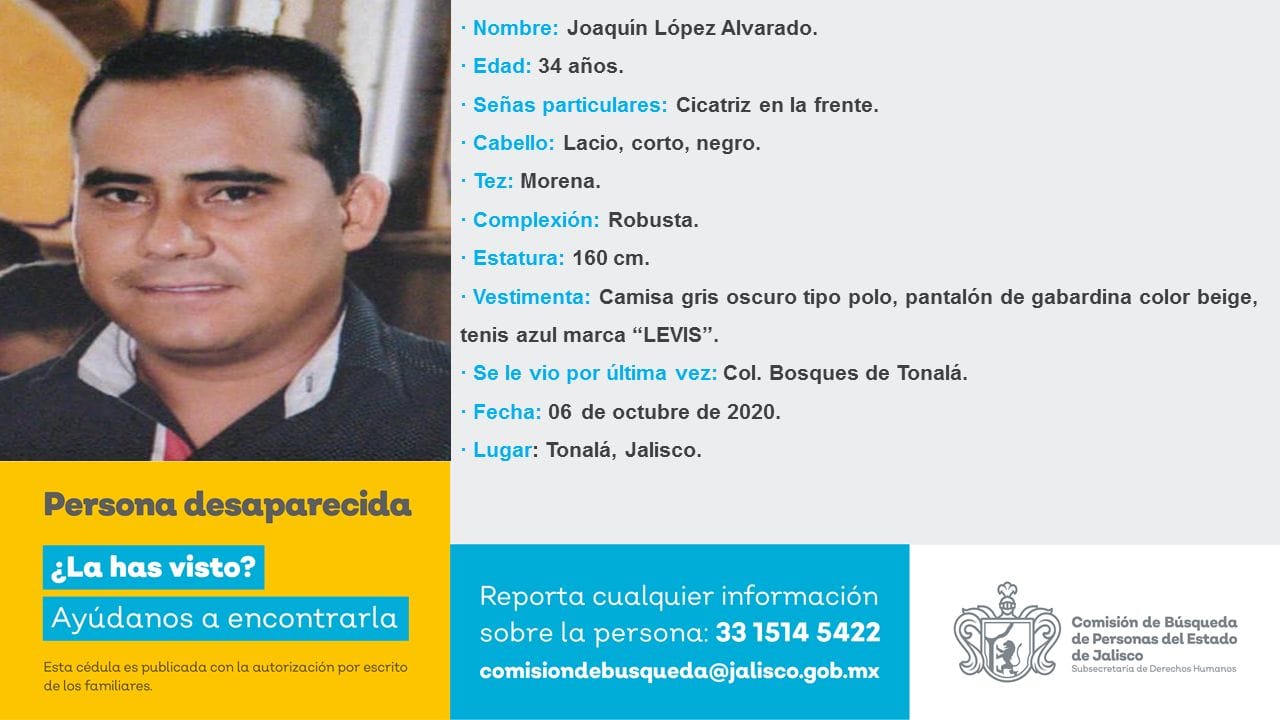 · Nombre: Joaquín López Alvarado.
· Edad: 34 años.
· Señas particulares: Cicatriz en la frente.
· Cabello: Lacio, corto, negro.
· Tez: Morena.
· Complexión: Robusta.
· Estatura: 160 cm.
· Vestimenta: Camisa gris oscuro tipo polo, pantalón de gabardina color beige,
tenis azul marca “LEVIS”.
· Se le vio por última vez: Col. Bosques de Tonalá.
· Fecha: 06 de octubre de 2020.
· Lugar: Tonalá, Jalisco.
Persona desaparecida
¿La has visto?
Ayúdanos a encontrarla
Esta cédula es publicada con la autorización por escrito
de los familiares.
Reporta cualquier información
sobre la persona: 33 1514 5422
comisiondebusqueda@jalisco.gob.mx
Comisión de Búsqueda
de Personas del Estado
de Jalisco
Subsecretaría de Derechos Humanos